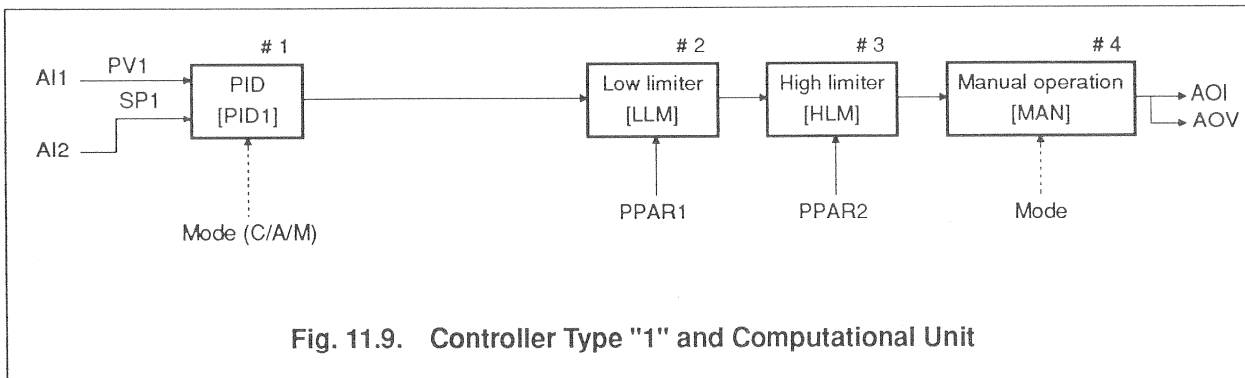 # 1
# 2
# 3
# 4
AI1
PV1
SP1
AI2
PID
[PID1]
Low limiter
[LLM]
High limiter
[HLM]
Manual operation
[MAN]
AOI
AOV
Mode (C/A/M)
PPAR1
PPAR2
Mode
Fig. 11.9. Controller Type "1" and Computational Unit